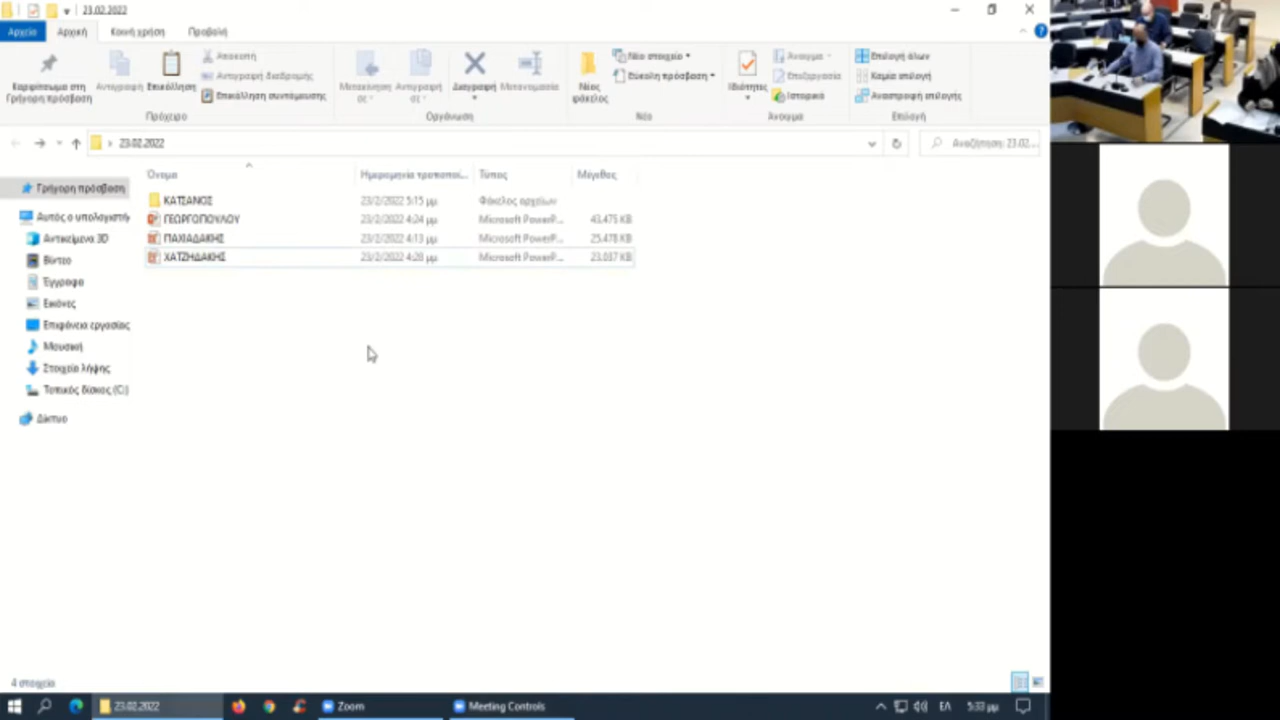 23.02.2022
Αρχείο Αρχική Κοινή χρήση Προβολή
Καρφίτσωμα στη Γρήγορη πρόσβαση
Αντιγραφή
Επικόλληση
Αποκοπή
Αντιγραφή διαδρομής
Επικόλληση συντόμευσης
Πρόχειρο
Μετακίνηση σε
Αντιγραφή σε
Διαγραφή
Μετονομασία
Οργάνωση
Νέος φάκελος
Νέο στοιχείο
Εύκολη πρόσβαση
Νέο
Ιδιότητες
Άνοιγμα
Επεξεργασία
Ιστορικό
Άνοιγμα
Επιλογή όλων
Καμία επιλογή
Αντιστροφή επιλογής
Επιλογή
23.02.2022
Αναζήτηση: 23.02...
Όνομα Ημερομηνία τροποποί... Τύπος Μέγεθος
ΚΑΤΣΑΝΟΣ 23/2/2022 5:15 μμ Φάκελος αρχείων
ΓΕΩΡΓΟΠΟΥΛΟΥ 23/2/2022 4:24 μμ Microsoft PowerP... 43.475 KB
ΠΑΧΙΑΔΑΚΗΣ 23/2/2022 4:13 μμ Microsoft PowerP... 25.478 KB
ΧΑΤΖΗΔΑΚΗΣ 23/2/2022 4:28 μμ Microsoft PowerP... 23.037 KB
Γρήγορη πρόσβαση
Αυτός ο υπολογιστής
Αντικείμενα 3D
Βίντεο
Έγγραφα
Εικόνες
Επιφάνεια εργασίας
Μουσική
Στοιχεία λήψης
Τοπικός δίσκος (C:)
Δίκτυο
4 στοιχεία
23.02.2022
Zoom
Meeting Controls
ΕΛ
5:33 μμ